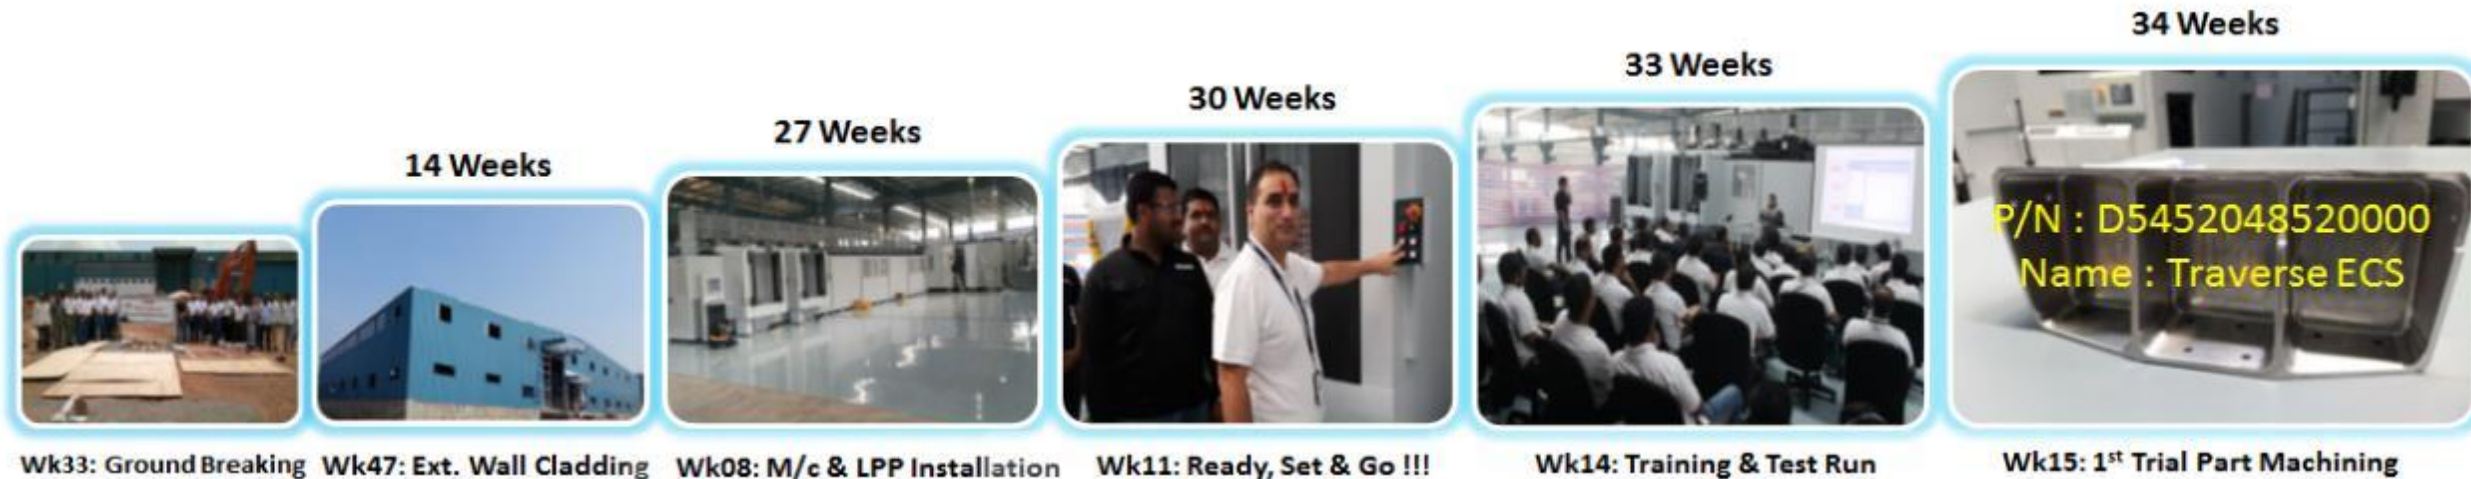 34 Weeks
33 Weeks
30 Weeks
27 Weeks
14 Weeks
P/N : D5452048520000
Name : Traverse ECS
Wk33: Ground Breaking
Wk47: Ext. Wall Cladding
Wk08: M/c & LPP Installation
Wk11: Ready, Set & Go !!!
Wk14: Training & Test Run
Wk15: 1st Trial Part Machining